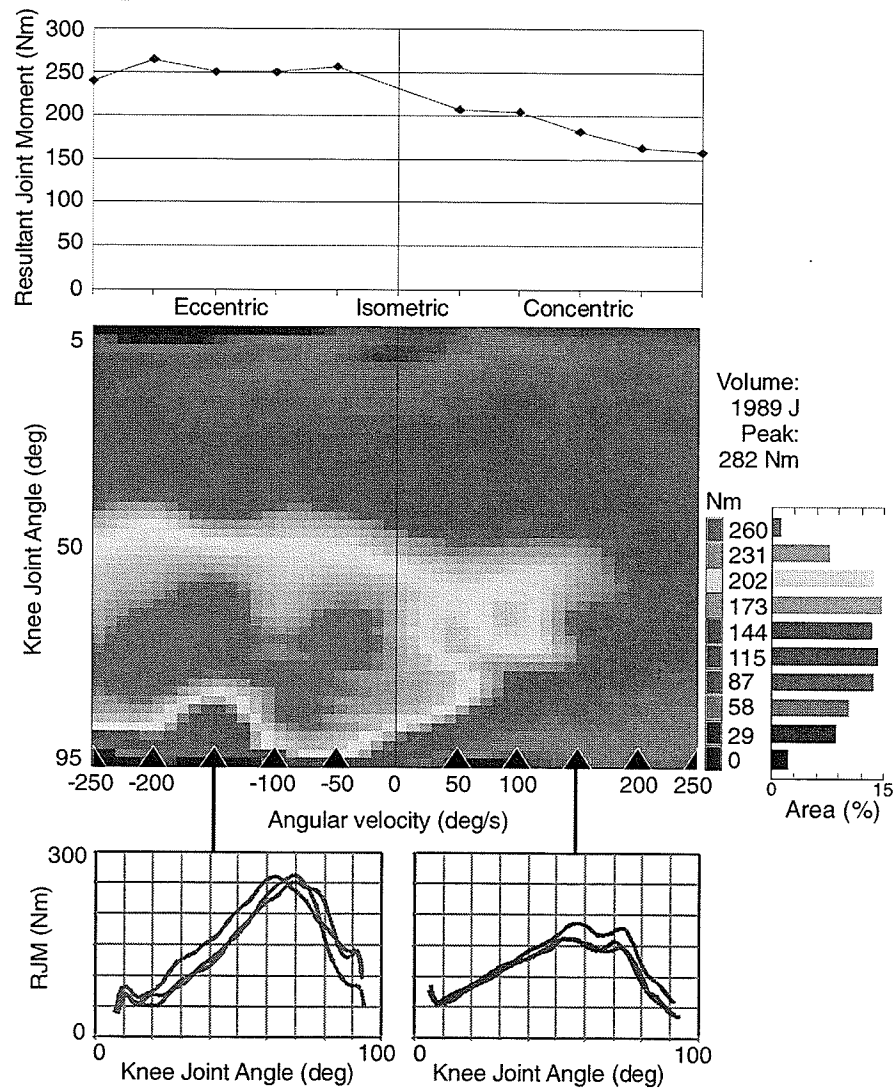 Resultant Joint Moment (Nm)
300
250
200
150
100
50
0
Eccentric Isometric Concentric
Knee Joint Angle (deg)
5
50
95
-250 -200 -100 -50 0 50 100 200 250
Angular velocity (deg/s)
Volume:
1989 J
Peak:
282 Nm
Nm
260
231
202
173
144
115
87
58
29
0
0 15
Area (%)
RJM (Nm)
300
0
0 100
Knee Joint Angle (deg)
0 100
Knee Joint Angle (deg)